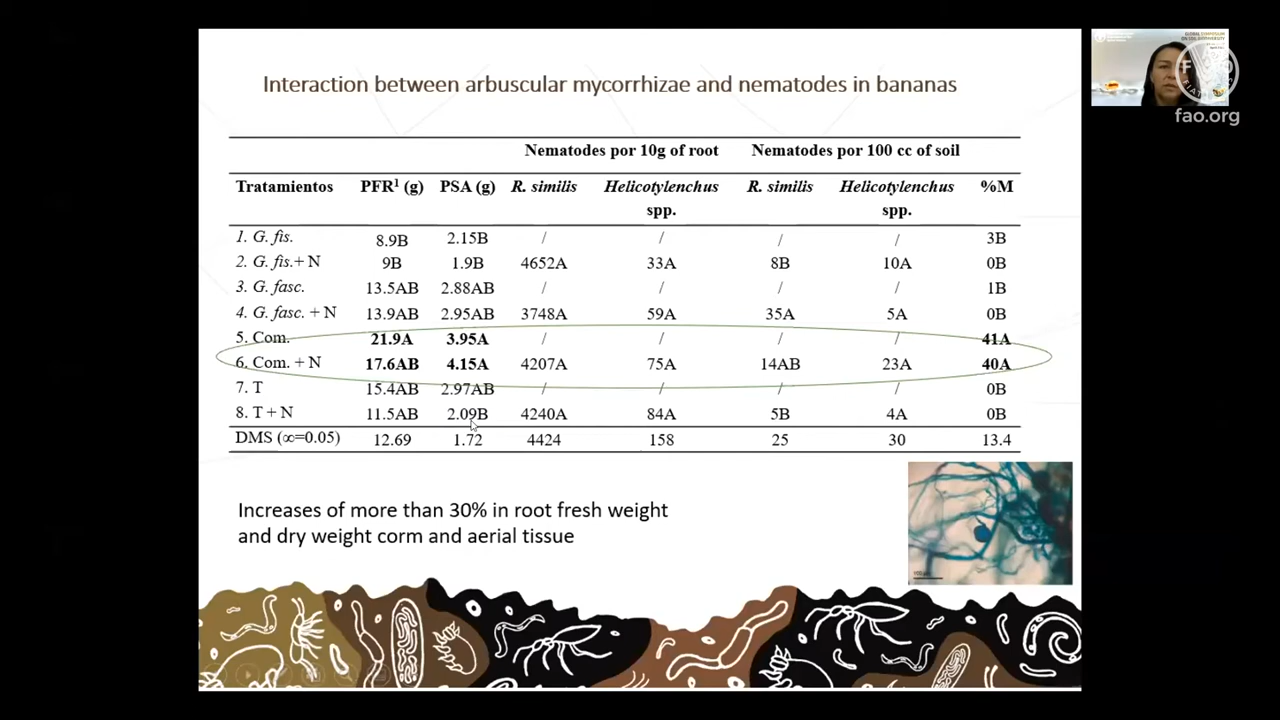 Interaction between arbuscular mycorrhizae and nematodes in bananas
Nematodes por 10g of root Nematodes por 100 cc of soil
Tratamientos PFR¹ (g) PSA (g) R. similis Helicotylenchus spp. R. similis Helicotylenchus spp. %M
1. G. fis. 8.9B 2.15B / / / / 3B
2. G. fis.+ N 9B 1.9B 4652A 33A 8B 10A 0B
3. G. fasc. 13.5AB 2.88AB / / / / 1B
4. G. fasc. + N 13.9AB 2.95AB 3748A 59A 35A 5A 0B
5. Com. 21.9A 3.95A / / / / 41A
6. Com. + N 17.6AB 4.15A 4207A 75A 14AB 23A 40A
7. T 15.4AB 2.97AB / / / / 0B
8. T + N 11.5AB 2.09B 4240A 84A 5B 4A 0B
DMS (∞=0.05) 12.69 1.72 4424 158 25 30 13.4
Increases of more than 30% in root fresh weight
and dry weight corm and aerial tissue
GLOBAL SYMPOSIUM
ON SOIL BIODIVERSITY
FAO
fao.org